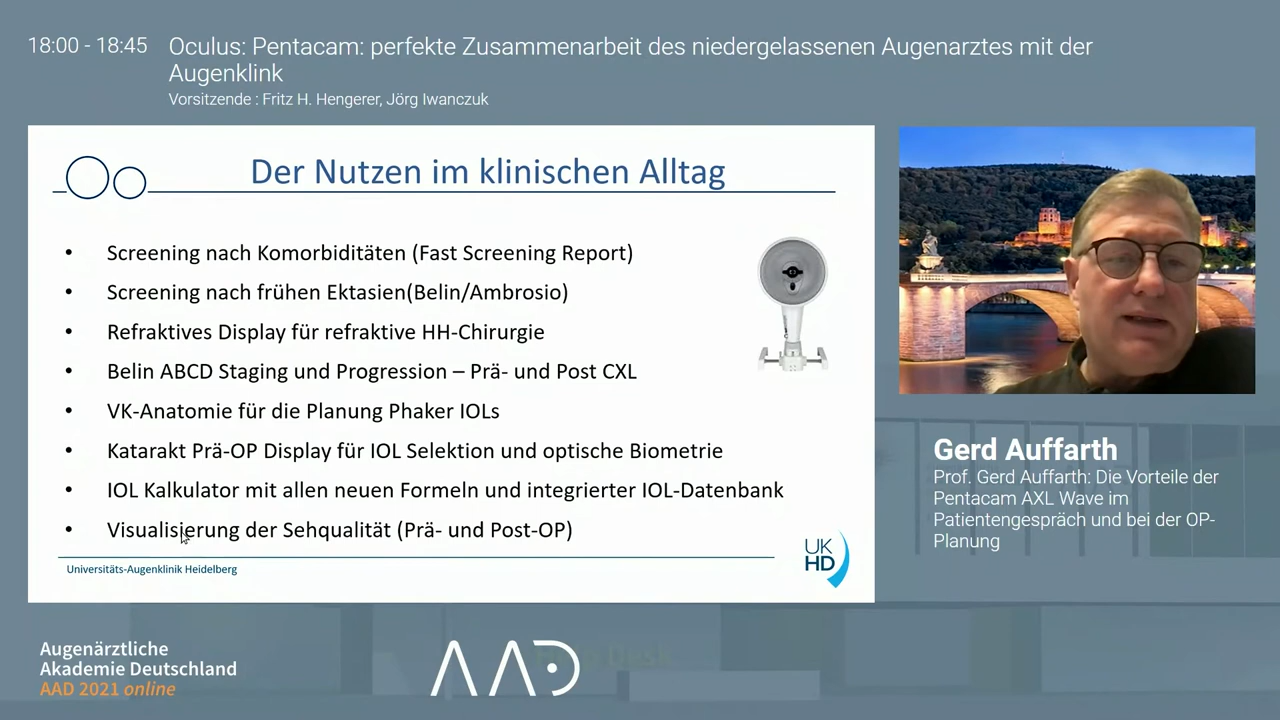 18:00 - 18:45
Oculus: Pentacam: perfekte Zusammenarbeit des niedergelassenen Augenarztes mit der
Augenklink
Vorsitzende : Fritz H. Hengerer, Jörg Iwanczuk
Der Nutzen im klinischen Alltag
• Screening nach Komorbiditäten (Fast Screening Report)
• Screening nach frühen Ektasien(Belin/Ambrosio)
• Refraktives Display für refraktive HH-Chirurgie
• Belin ABCD Staging und Progression – Prä- und Post CXL
• VK-Anatomie für die Planung Phaker IOLs
• Katarakt Prä-OP Display für IOL Selektion und optische Biometrie
• IOL Kalkulator mit allen neuen Formeln und integrierter IOL-Datenbank
• Visualisierung der Sehqualität (Prä- und Post-OP)
Universitäts-Augenklinik Heidelberg
UK
HD
Gerd Auffarth
Prof. Gerd Auffarth: Die Vorteile der
Pentacam AXL Wave im
Patientengespräch und bei der OP-
Planung
Augenärztliche
Akademie Deutschland
AAD 2021 online
AAD